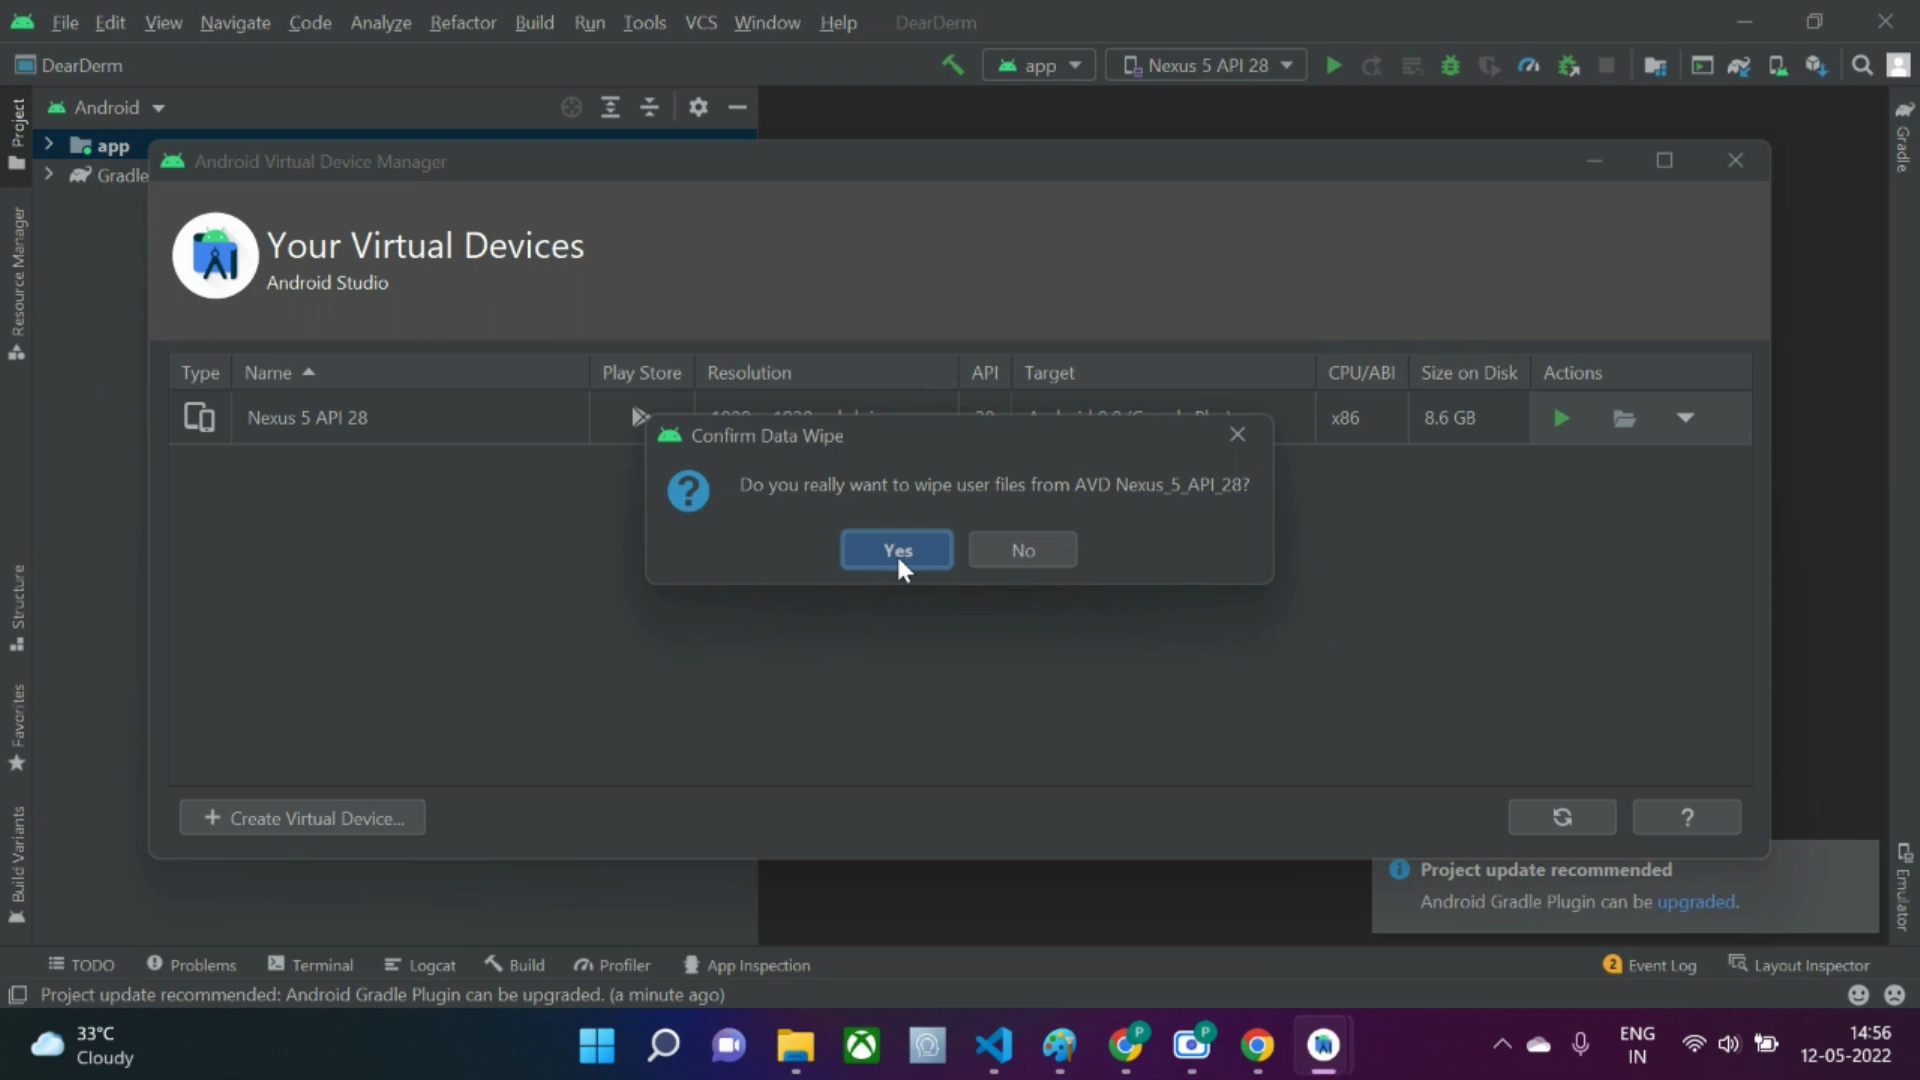 File Edit View Navigate Code Analyze Refactor Build Run Tools VCS Window Help DearDerm
DearDerm
app
Nexus 5 API 28
Project
Android
app
Gradle
Gradle
Resource Manager
Structure
Favorites
Build Variants
Emulator
Android Virtual Device Manager
Your Virtual Devices
Android Studio
Type Name Play Store Resolution API Target CPU/ABI Size on Disk Actions
Nexus 5 API 28
x86 8.6 GB
Confirm Data Wipe
Do you really want to wipe user files from AVD Nexus_5_API_28?
Yes No
+ Create Virtual Device...
?
Project update recommended
Android Gradle Plugin can be upgraded.
TODO Problems Terminal Logcat Build Profiler App Inspection
2 Event Log Layout Inspector
Project update recommended: Android Gradle Plugin can be upgraded. (a minute ago)
33°C
Cloudy
P
P
ENG
IN
14:56
12-05-2022